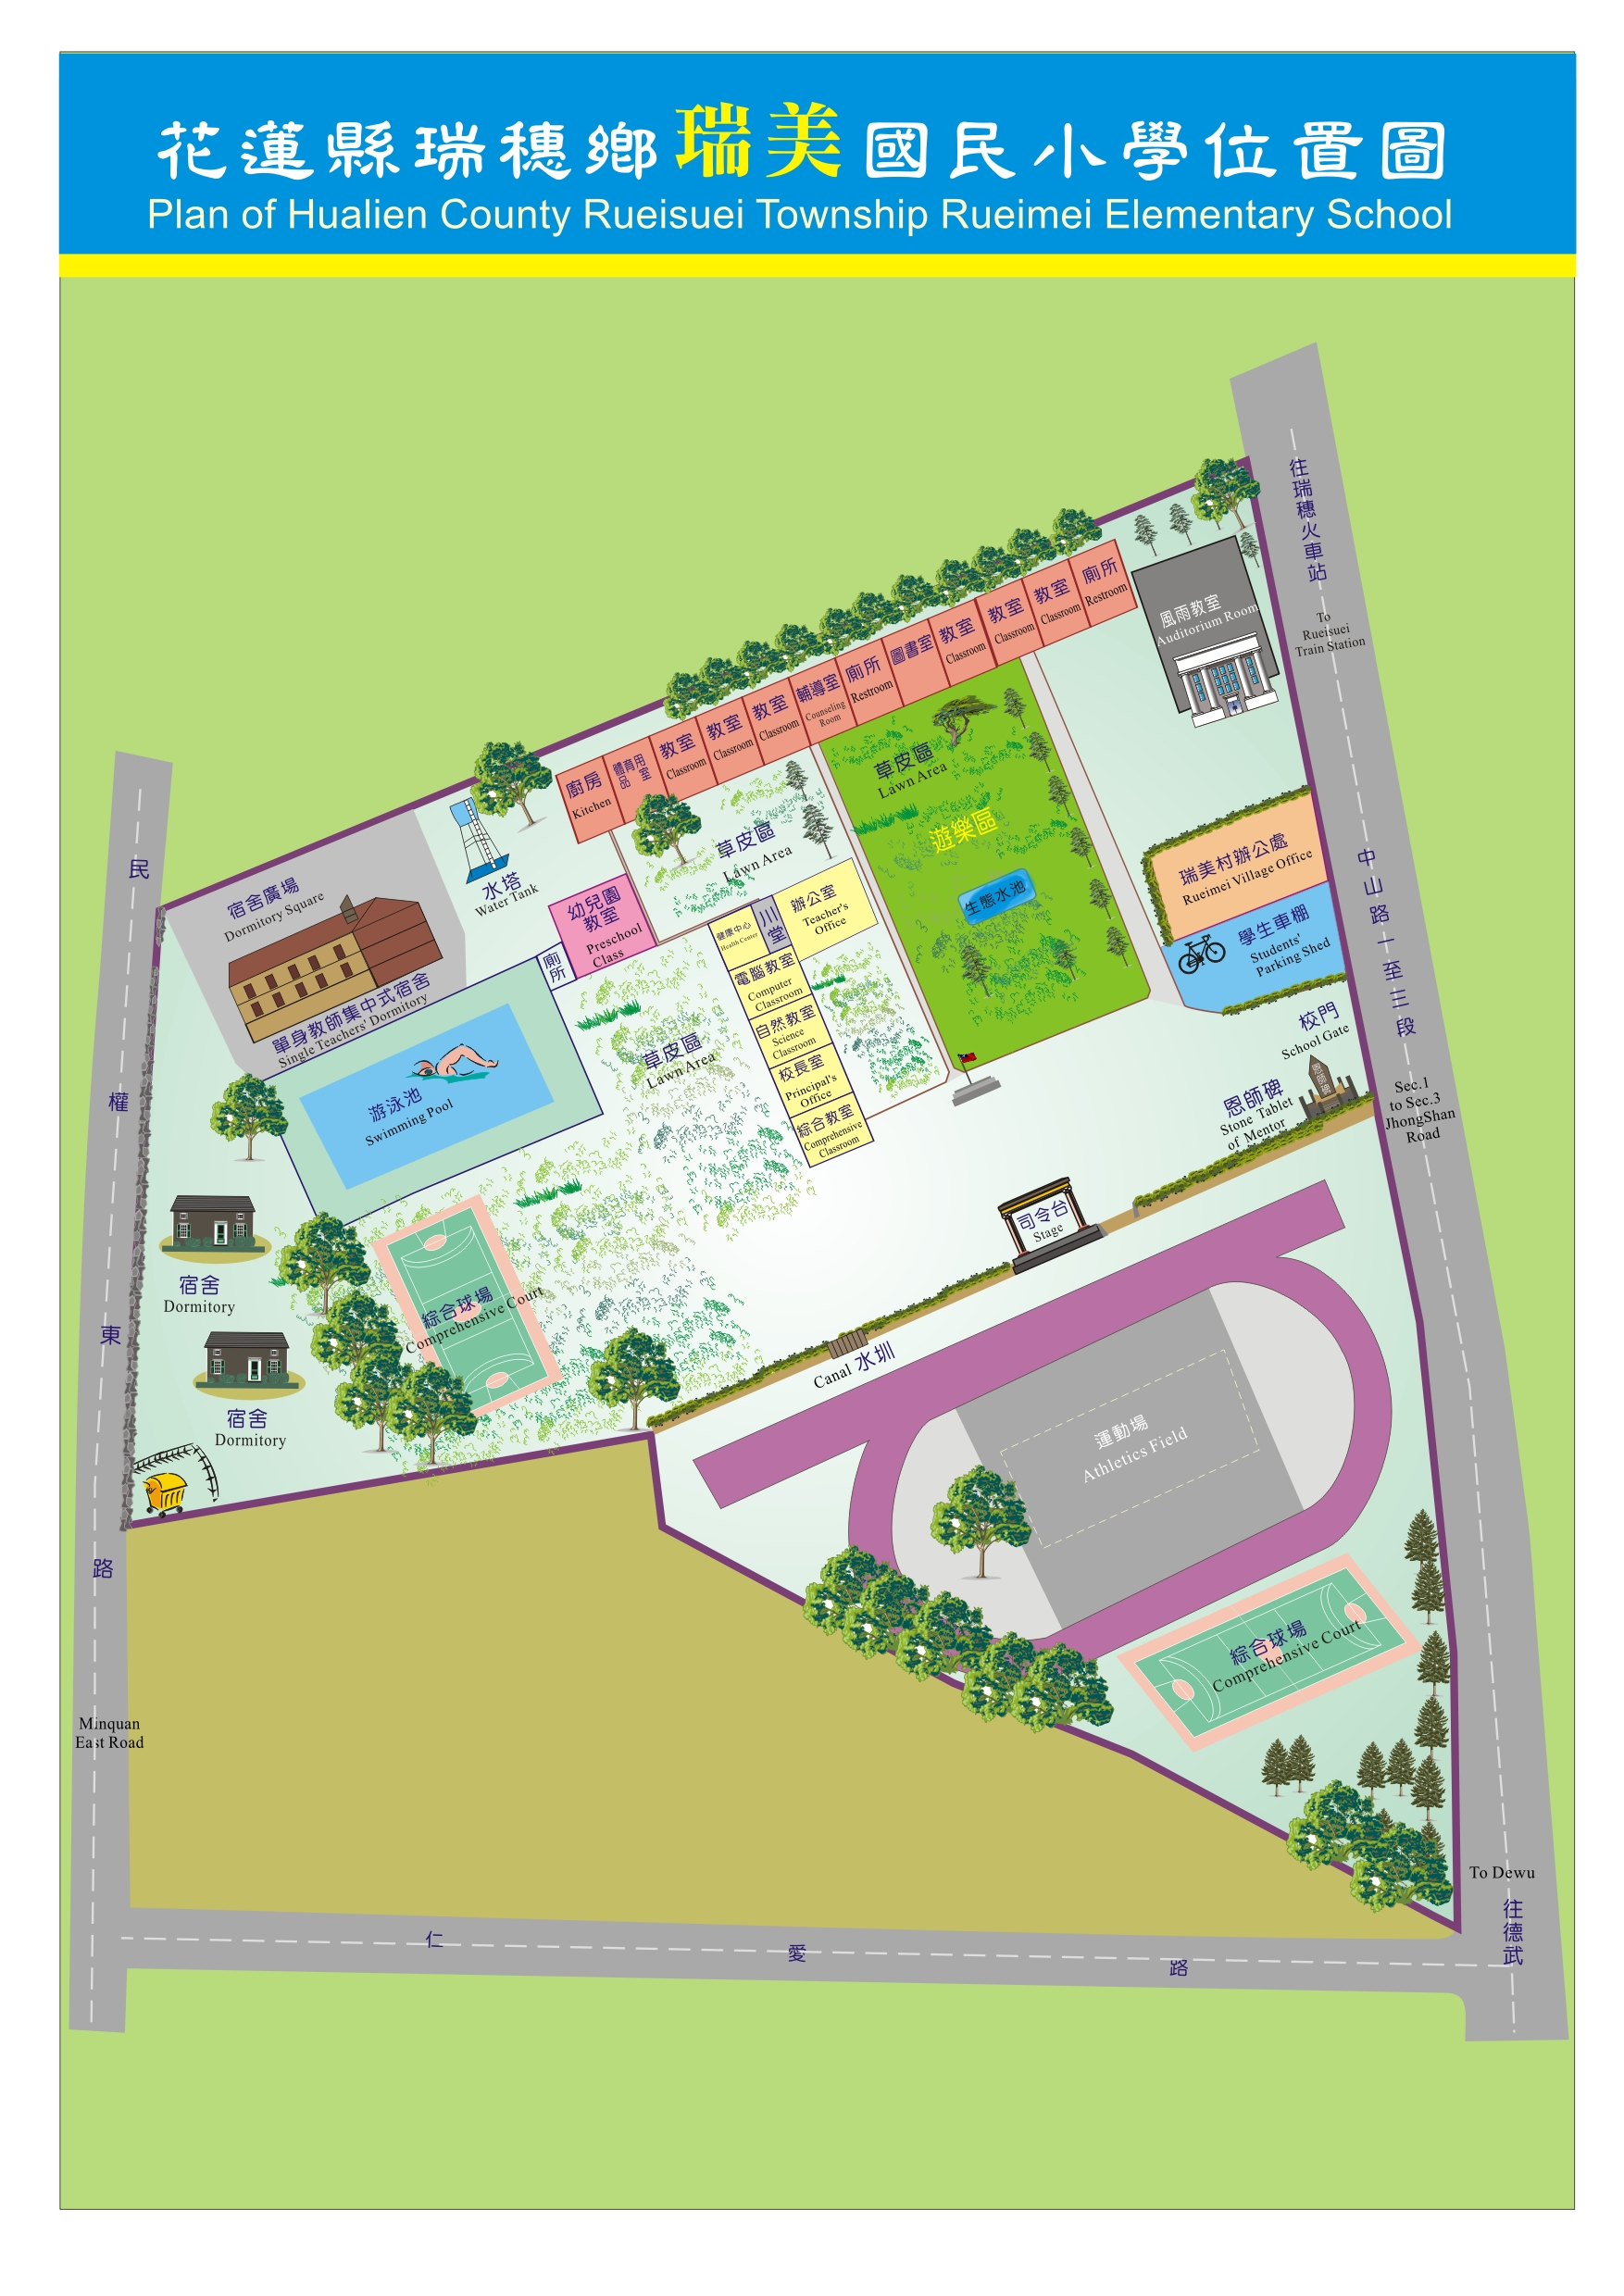 花蓮縣瑞穗鄉瑞美國民小學位置圖
Plan of Hualien County Rueisuei Township Rueimei Elementary School
往瑞穗火車站
To
Rueisuei
Train Station
廁所
Restroom
教室
Classroom
教室
Classroom
教室
Classroom
圖書室
廁所
Restroom
輔導室
Counseling
Room
教室
Classroom
教室
Classroom
教室
Classroom
體育用
品室
廚房
Kitchen
風雨教室
Auditorium Room
草皮區
Lawn Area
遊樂區
生態水池
草皮區
Lawn Area
水塔
Water Tank
宿舍廣場
Dormitory Square
單身教師集中式宿舍
Single Teachers' Dormitory
幼兒園
教室
Preschool
Class
廁所
健康中心
Health Center
川堂
辦公室
Teacher's
Office
電腦教室
Computer
Classroom
自然教室
Science
Classroom
校長室
Principal's
Office
綜合教室
Comprehensive
Classroom
草皮區
Lawn Area
瑞美村辦公處
Rueimei Village Office
學生車棚
Students'
Parking Shed
校門
School Gate
恩師碑
恩師碑
Stone Tablet
of Mentor
中山路一至三段
Sec.1
to Sec.3
JhongShan
Road
游泳池
Swimming Pool
司令台
Stage
宿舍
Dormitory
宿舍
Dormitory
綜合球場
Comprehensive Court
Canal 水圳
運動場
Athletics Field
綜合球場
Comprehensive Court
民權東路
Minquan
East Road
To Dewu
往德武
仁愛路